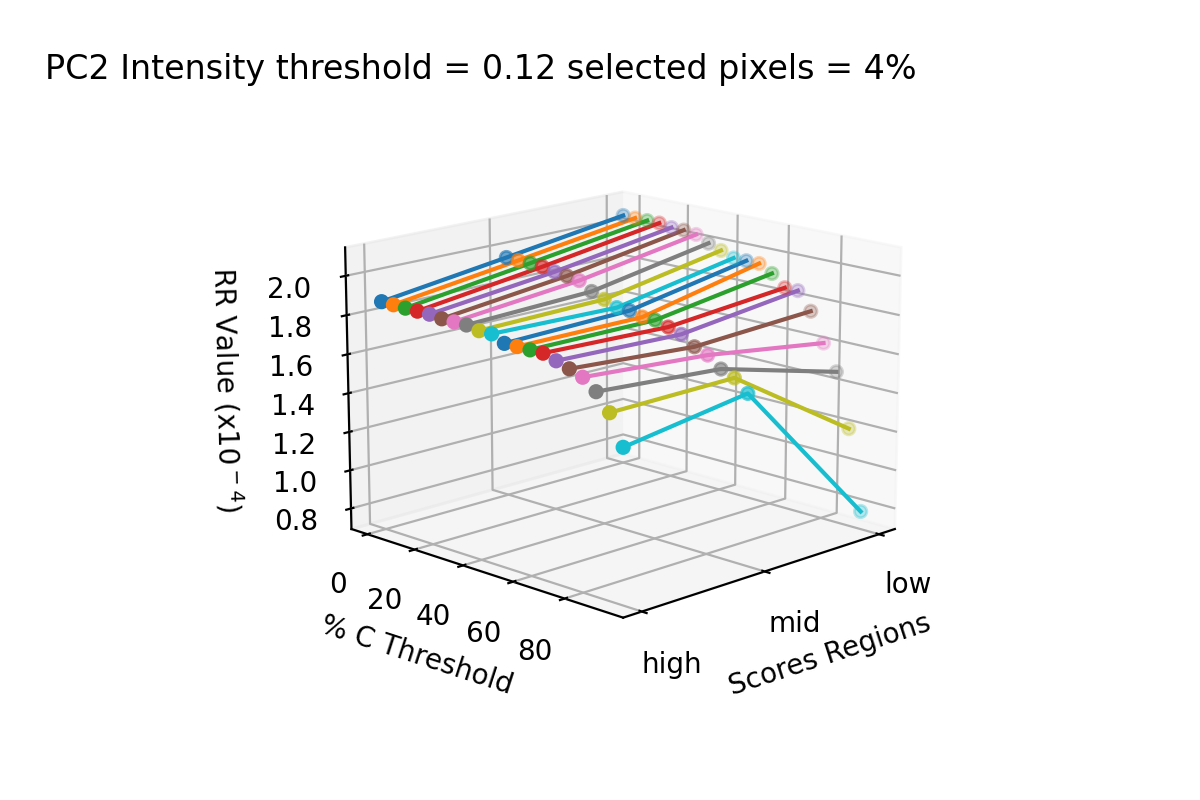 PC2 Intensity threshold = 0.12 selected pixels = 4%
RR Value (x10⁻⁴)
2.0
1.8
1.6
1.4
1.2
1.0
0.8
0
20
40
60
80
% C Threshold
high
mid
low
Scores Regions